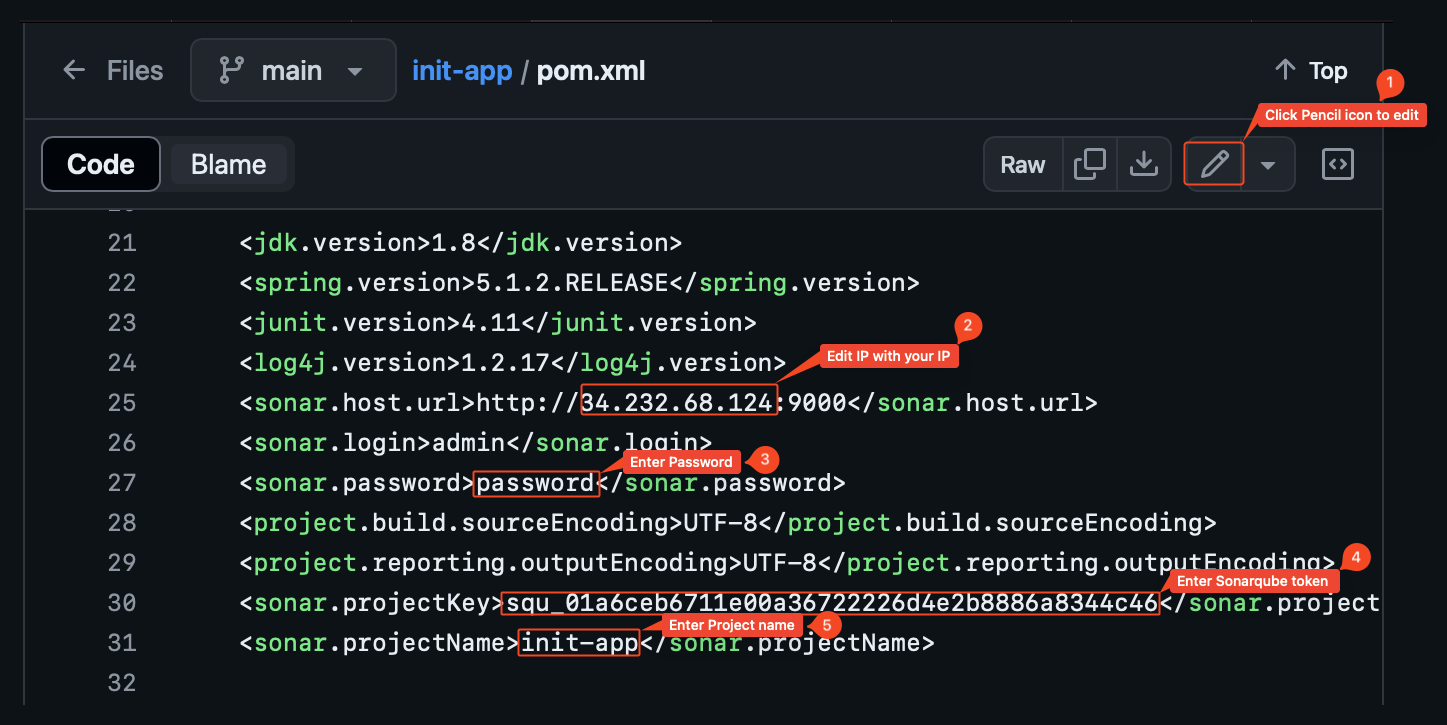 Files main init-app / pom.xml Top
1
Click Pencil icon to edit
Code Blame Raw
21 <jdk.version>1.8</jdk.version>
22 <spring.version>5.1.2.RELEASE</spring.version>
23 <junit.version>4.11</junit.version>
2
Edit IP with your IP
24 <log4j.version>1.2.17</log4j.version>
25 <sonar.host.url>http://34.232.68.124:9000</sonar.host.url>
26 <sonar.login>admin</sonar.login>
Enter Password 3
27 <sonar.password>password</sonar.password>
28 <project.build.sourceEncoding>UTF-8</project.build.sourceEncoding>
29 <project.reporting.outputEncoding>UTF-8</project.reporting.outputEncoding>
4
Enter Sonarqube token
30 <sonar.projectKey>squ_01a6ceb6711e00a36722226d4e2b8886a8344c46</sonar.project
Enter Project name 5
31 <sonar.projectName>init-app</sonar.projectName>
32